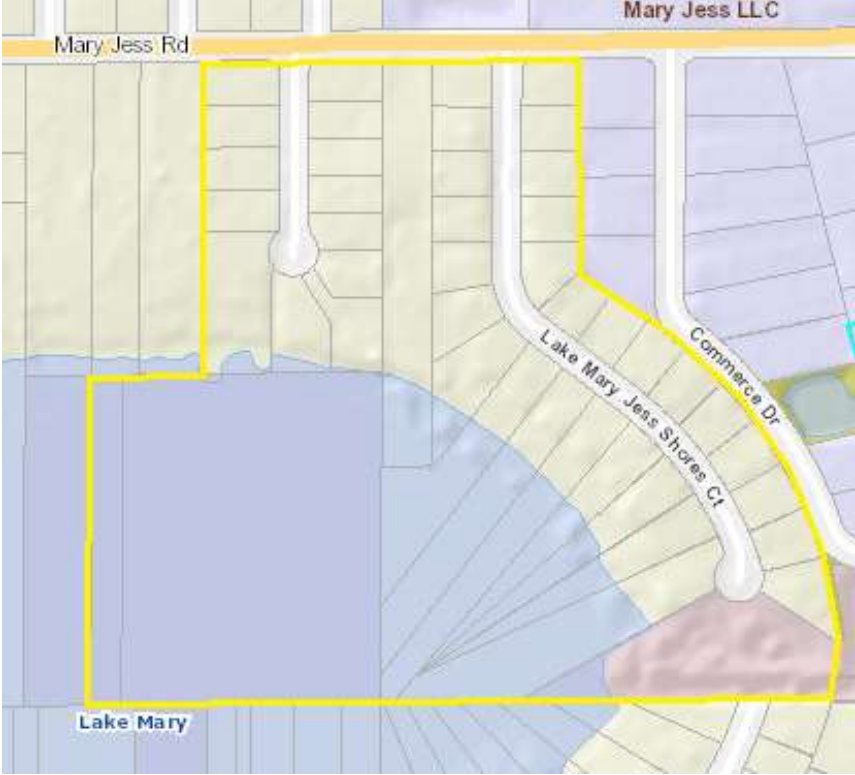 Mary Jess LLC
Mary Jess Rd
Commerce Dr
Lake Mary Jess Shores Ct
Lake Mary